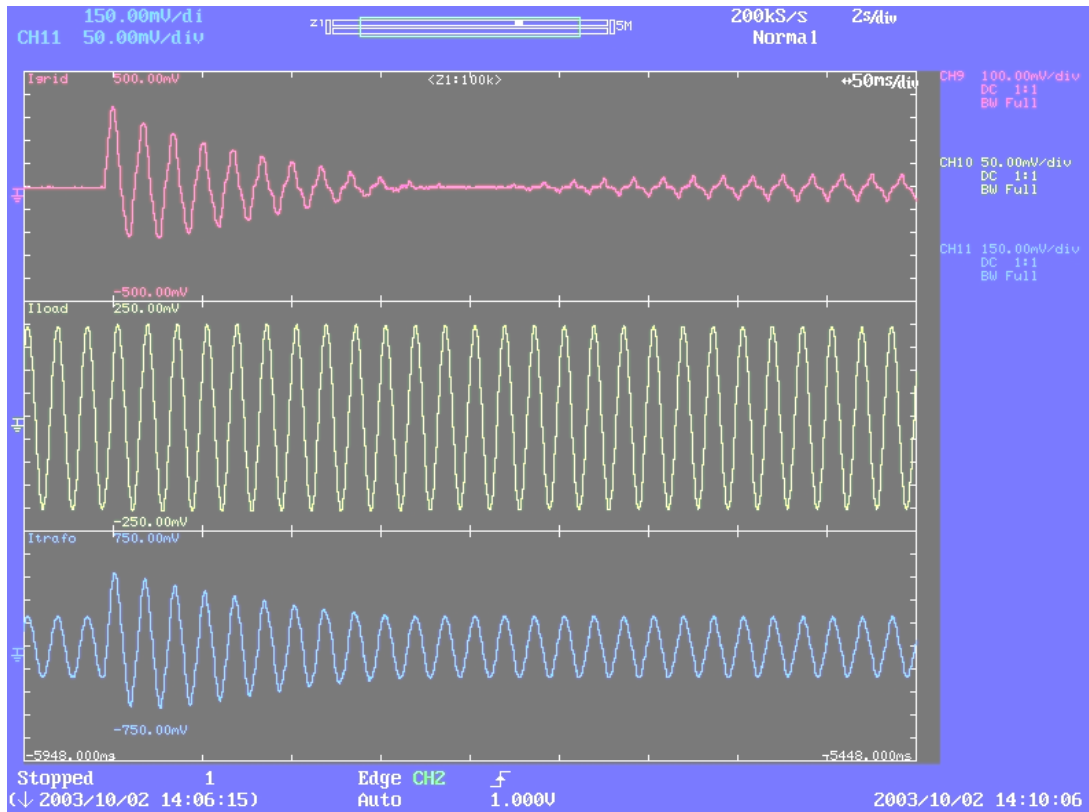 150.00mV/di
CH11 50.00mV/div
Z1
5M
200kS/s 2s/div
Normal
Igrid 500.00mV
<Z1:100k>
↔50ms/div
CH9 100.00mV/div
DC 1:1
BW Full
CH10 50.00mV/div
DC 1:1
BW Full
CH11 150.00mV/div
DC 1:1
BW Full
-500.00mV
Iload 250.00mV
-250.00mV
Itrafo 750.00mV
-750.00mV
-5948.000ms
-5448.000ms
Stopped 1 Edge CH2
(↓ 2003/10/02 14:06:15) Auto 1.000V 2003/10/02 14:10:06